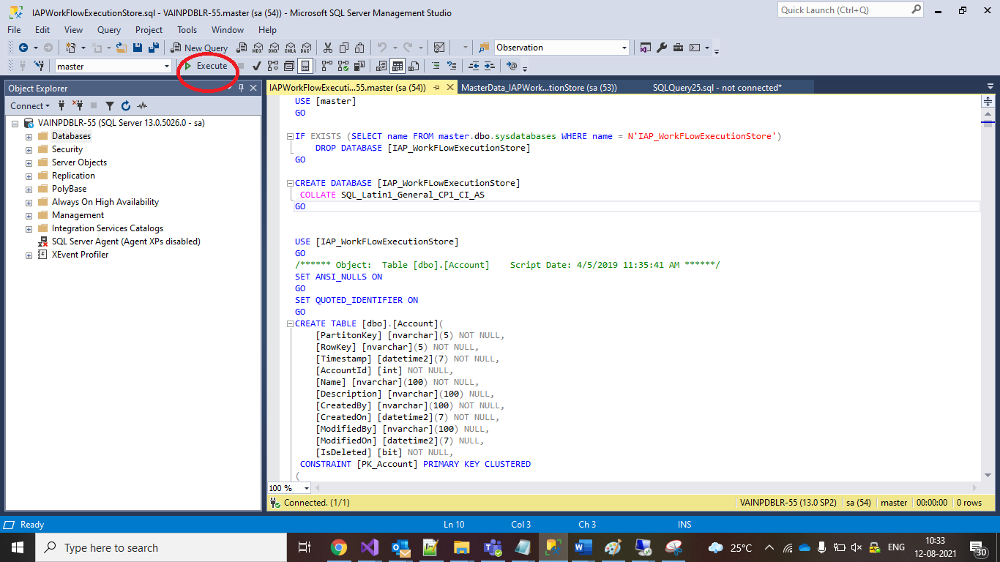 IAPWorkFlowExecutionStore.sql - VAINPDBLR-55.master (sa (54)) - Microsoft SQL Server Management Studio
Quick Launch (Ctrl+Q)
File Edit View Query Project Tools Window Help
New Query MDX DMX XMLA DAX Observation
master Execute
Object Explorer
Connect
VAINPDBLR-55 (SQL Server 13.0.5026.0 - sa)
Databases
Security
Server Objects
Replication
PolyBase
Always On High Availability
Management
Integration Services Catalogs
SQL Server Agent (Agent XPs disabled)
XEvent Profiler
IAPWorkFlowExecuti...55.master (sa (54)) MasterData_IAPWork...tionStore (sa (53)) SQLQuery25.sql - not connected*
USE [master]
GO
IF EXISTS (SELECT name FROM master.dbo.sysdatabases WHERE name = N'IAP_WorkFLowExecutionStore')
DROP DATABASE [IAP_WorkFLowExecutionStore]
GO
CREATE DATABASE [IAP_WorkFLowExecutionStore]
COLLATE SQL_Latin1_General_CP1_CI_AS
GO
USE [IAP_WorkFLowExecutionStore]
GO
/****** Object:  Table [dbo].[Account]    Script Date: 4/5/2019 11:35:41 AM ******/
SET ANSI_NULLS ON
GO
SET QUOTED_IDENTIFIER ON
GO
CREATE TABLE [dbo].[Account](
[PartitonKey] [nvarchar](5) NOT NULL,
[RowKey] [nvarchar](5) NOT NULL,
[Timestamp] [datetime2](7) NOT NULL,
[AccountId] [int] NOT NULL,
[Name] [nvarchar](100) NOT NULL,
[Description] [nvarchar](100) NULL,
[CreatedBy] [nvarchar](100) NOT NULL,
[CreatedOn] [datetime2](7) NOT NULL,
[ModifiedBy] [nvarchar](100) NULL,
[ModifiedOn] [datetime2](7) NULL,
[IsDeleted] [bit] NOT NULL,
CONSTRAINT [PK_Account] PRIMARY KEY CLUSTERED
(
100 %
Connected. (1/1) VAINPDBLR-55 (13.0 SP2) sa (54) master 00:00:00 0 rows
Ready Ln 10 Col 3 Ch 3 INS
Type here to search 25°C ENG 10:33
12-08-2021 30